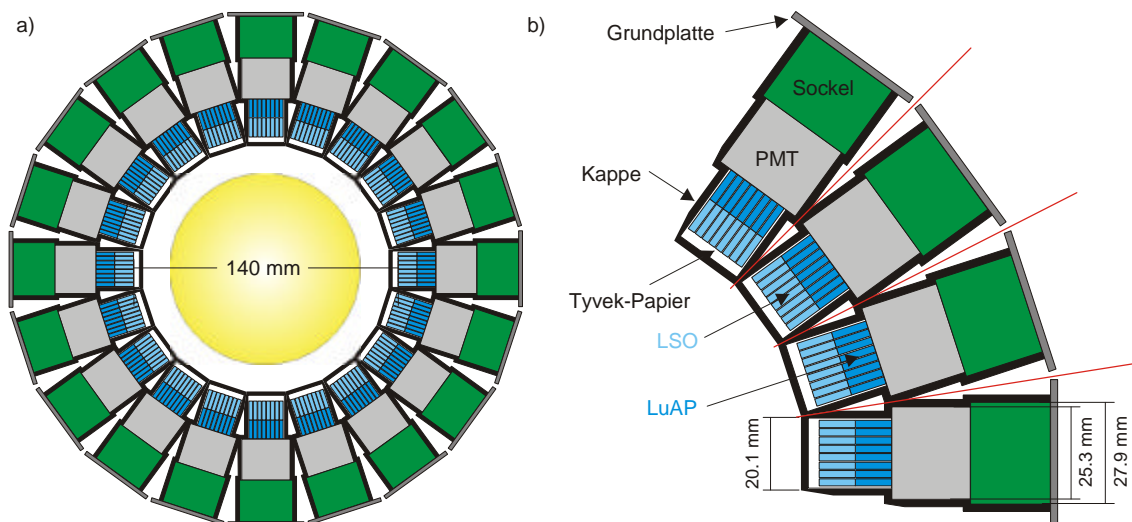 a)
140 mm
b)
Grundplatte
Sockel
PMT
Kappe
Tyvek-Papier
LSO
LuAP
20.1 mm
25.3 mm
27.9 mm